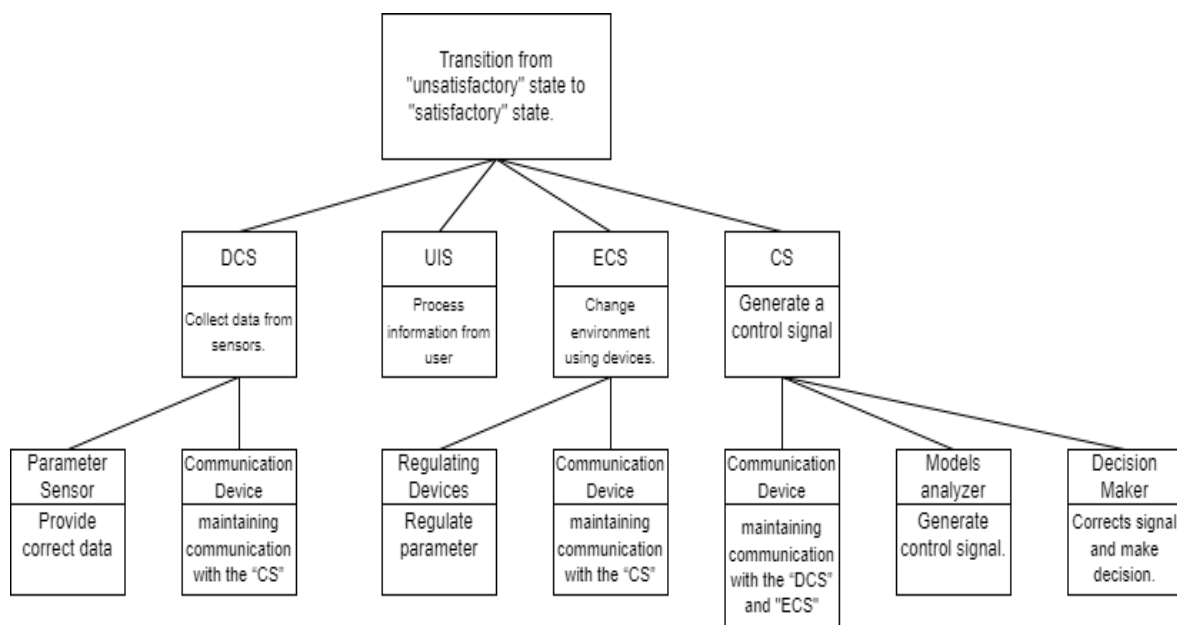 Transition from
"unsatisfactory" state to
"satisfactory" state.
DCS
Collect data from
sensors.
UIS
Process
information from
user
ECS
Change
environment
using devices.
CS
Generate a
control signal
Parameter
Sensor
Provide
correct data
Communication
Device
maintaining
communication
with the “CS”
Regulating
Devices
Regulate
parameter
Communication
Device
maintaining
communication
with the “CS”
Communication
Device
maintaining
communication
with the “DCS”
and "ECS"
Models
analyzer
Generate
control signal.
Decision
Maker
Corrects signal
and make
decision.